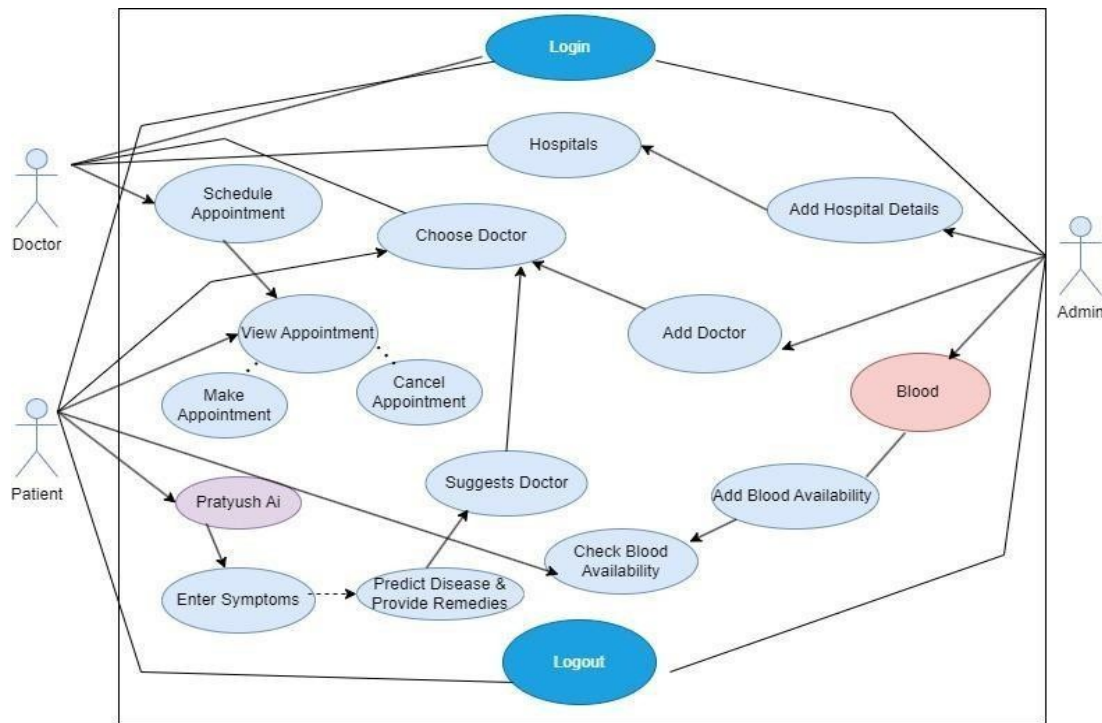 Login
Hospitals
Schedule
Appointment
Add Hospital Details
Choose Doctor
Doctor
Admin
View Appointment
Add Doctor
Make
Appointment
Cancel
Appointment
Blood
Patient
Pratyush Ai
Suggests Doctor
Add Blood Availability
Check Blood
Availability
Enter Symptoms
Predict Disease &
Provide Remedies
Logout